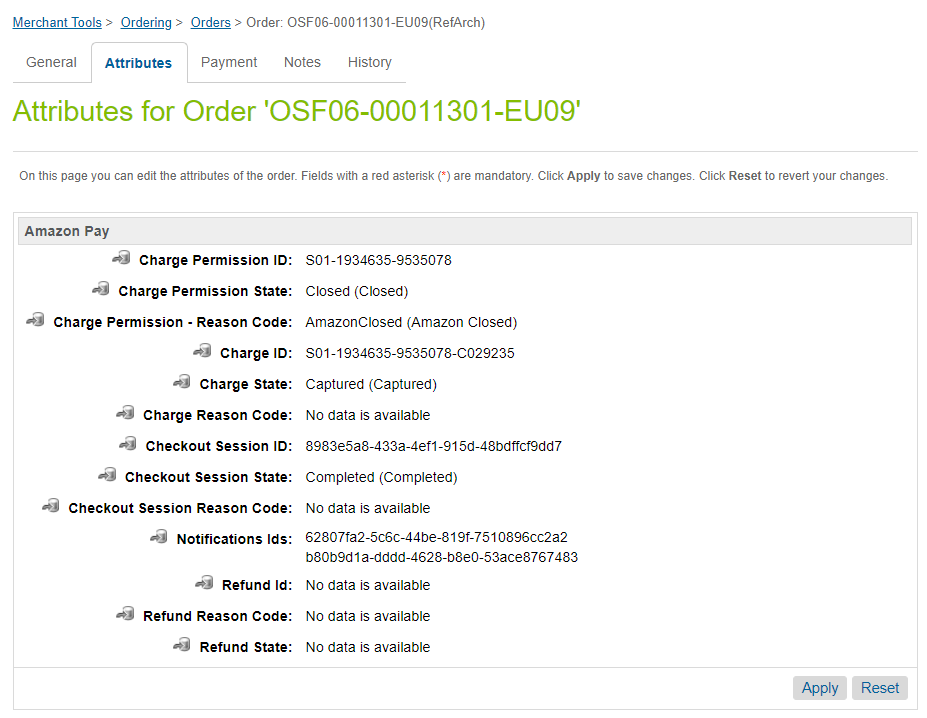 Merchant Tools > Ordering > Orders > Order: OSF06-00011301-EU09(RefArch)
General Attributes Payment Notes History
Attributes for Order 'OSF06-00011301-EU09'
On this page you can edit the attributes of the order. Fields with a red asterisk (*) are mandatory. Click Apply to save changes. Click Reset to revert your changes.
Amazon Pay
Charge Permission ID: S01-1934635-9535078
Charge Permission State: Closed (Closed)
Charge Permission - Reason Code: AmazonClosed (Amazon Closed)
Charge ID: S01-1934635-9535078-C029235
Charge State: Captured (Captured)
Charge Reason Code: No data is available
Checkout Session ID: 8983e5a8-433a-4ef1-915d-48bdffcf9dd7
Checkout Session State: Completed (Completed)
Checkout Session Reason Code: No data is available
Notifications Ids: 62807fa2-5c6c-44be-819f-7510896cc2a2
b80b9d1a-dddd-4628-b8e0-53ace8767483
Refund Id: No data is available
Refund Reason Code: No data is available
Refund State: No data is available
Apply Reset